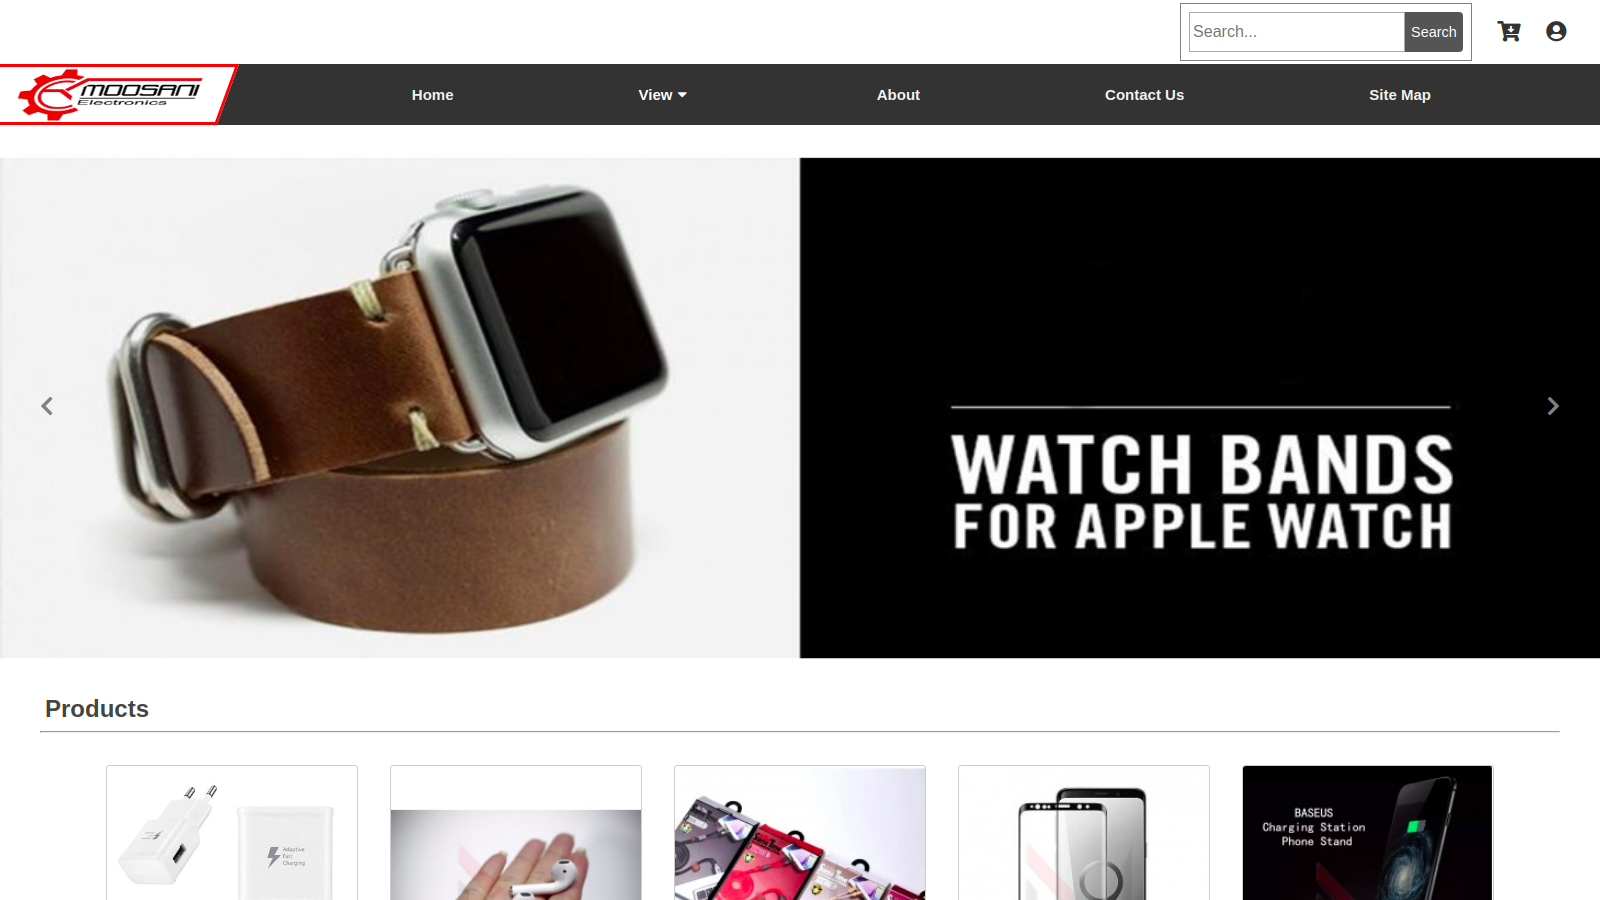 Search...
Search
MOOSANI
Electronics
Home
View
About
Contact Us
Site Map
WATCH BANDS
FOR APPLE WATCH
Products
Adaptive
Fast
Charging
BASEUS
Charging Station
Phone Stand